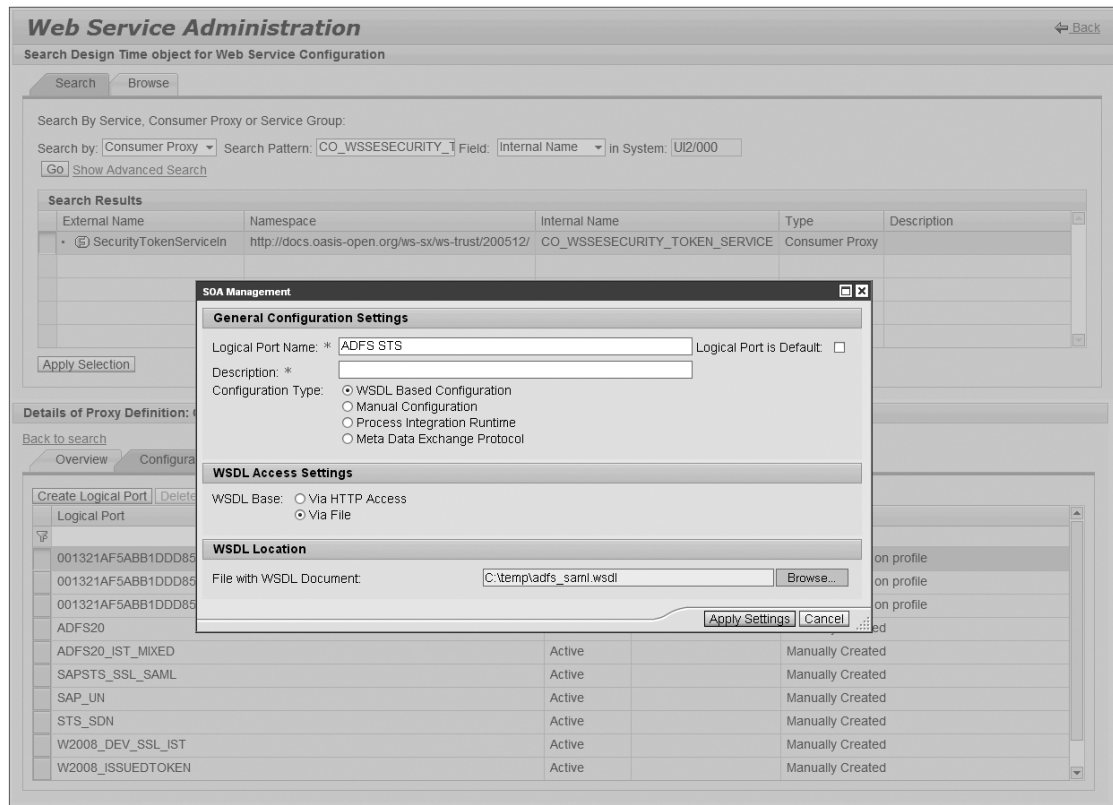 Web Service Administration
Back
Search Design Time object for Web Service Configuration
Search Browse
Search By Service, Consumer Proxy or Service Group:
Search by: Consumer Proxy Search Pattern: CO_WSSESECURITY_T Field: Internal Name in System: UI2/000
Go Show Advanced Search
Search Results
External Name Namespace Internal Name Type Description
SecurityTokenServiceIn http://docs.oasis-open.org/ws-sx/ws-trust/200512/ CO_WSSESECURITY_TOKEN_SERVICE Consumer Proxy
SOA Management
General Configuration Settings
Logical Port Name: * ADFS STS Logical Port is Default:
Description: *
Configuration Type: WSDL Based Configuration
Manual Configuration
Process Integration Runtime
Meta Data Exchange Protocol
WSDL Access Settings
WSDL Base: Via HTTP Access
Via File
WSDL Location
File with WSDL Document: C:\temp\adfs_saml.wsdl Browse...
Apply Settings Cancel
Apply Selection
Details of Proxy Definition:
Back to search
Overview Configura
Create Logical Port Delete
Logical Port
001321AF5ABB1DDD85 on profile
001321AF5ABB1DDD85 on profile
001321AF5ABB1DDD85 on profile
ADFS20 ed
ADFS20_IST_MIXED Active Manually Created
SAPSTS_SSL_SAML Active Manually Created
SAP_UN Active Manually Created
STS_SDN Active Manually Created
W2008_DEV_SSL_IST Active Manually Created
W2008_ISSUEDTOKEN Active Manually Created